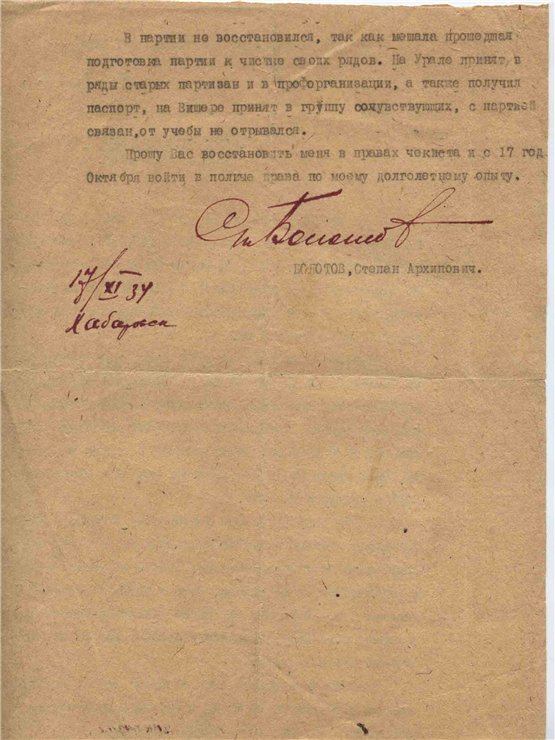 В партии не восстановился, так как мешала прошедшая
подготовка партии к чистке своих рядов. На Урале принят в
ряды старых партизан и в профорганизации, а также получил
паспорт, на Вишере принят в группу сочувствующих, с партией
связан,от учебы не отрывался.
Прошу Вас восстановить меня в правах чекиста и с 17 год
Октября войти в полные права по моему долголетнему опыту.
Ст Болотов
БОЛОТОВ,Степан Архипович.
17/XI 34
Хабаровск